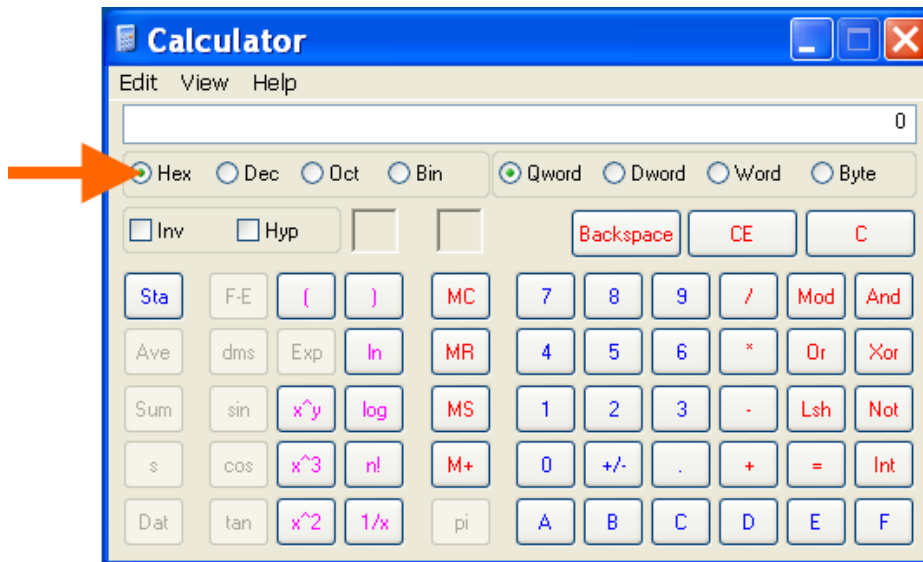 Calculator
Edit View Help
0
Hex Dec Oct Bin Qword Dword Word Byte
Inv Hyp Backspace CE C
Sta F-E ( ) MC 7 8 9 / Mod And
Ave dms Exp ln MR 4 5 6 * Or Xor
Sum sin x^y log MS 1 2 3 - Lsh Not
s cos x^3 n! M+ 0 +/- . + = Int
Dat tan x^2 1/x pi A B C D E F